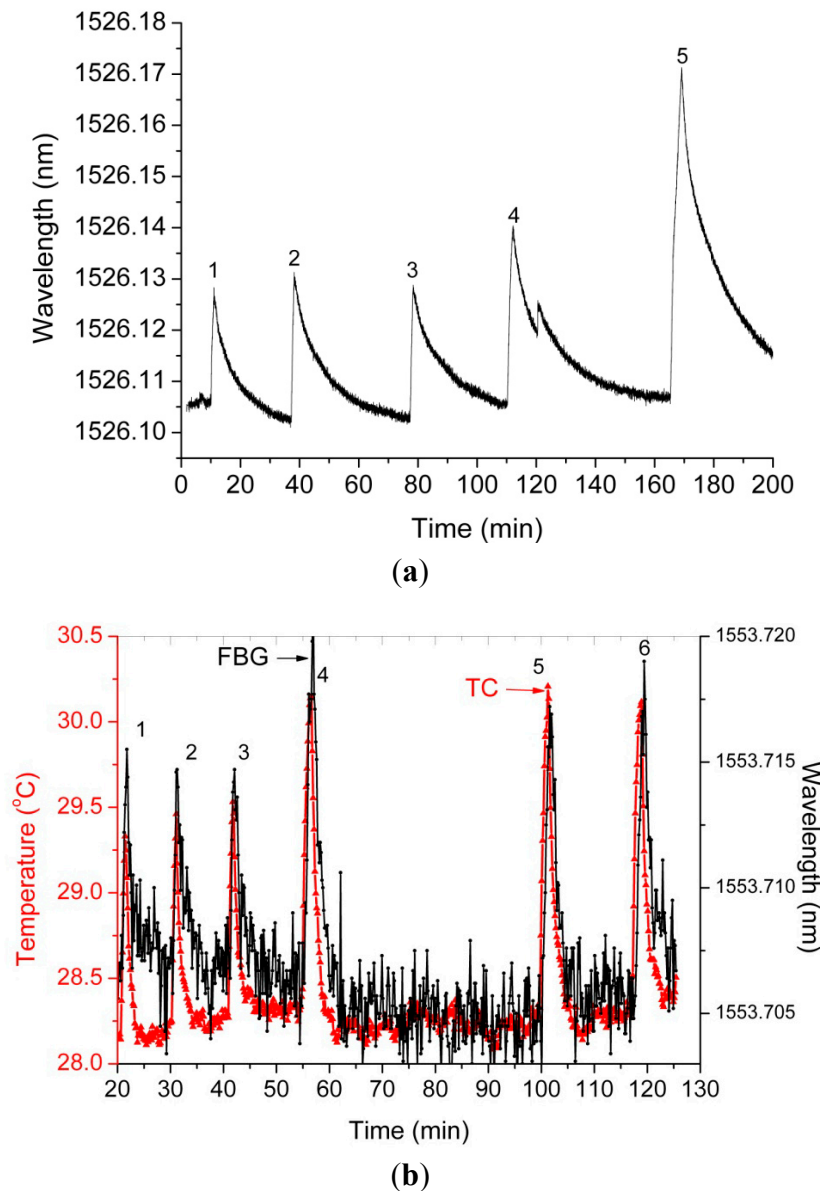 1526.18
1526.17
1526.16
1526.15
1526.14
1526.13
1526.12
1526.11
1526.10
Wavelength (nm)
1
2
3
4
5
0 20 40 60 80 100 120 140 160 180 200
Time (min)
(a)
30.5
30.0
29.5
29.0
28.5
28.0
Temperature (°C)
FBG
TC
1
2
3
4
5
6
1553.720
1553.715
1553.710
1553.705
Wavelength (nm)
20 30 40 50 60 70 80 90 100 110 120 130
Time (min)
(b)